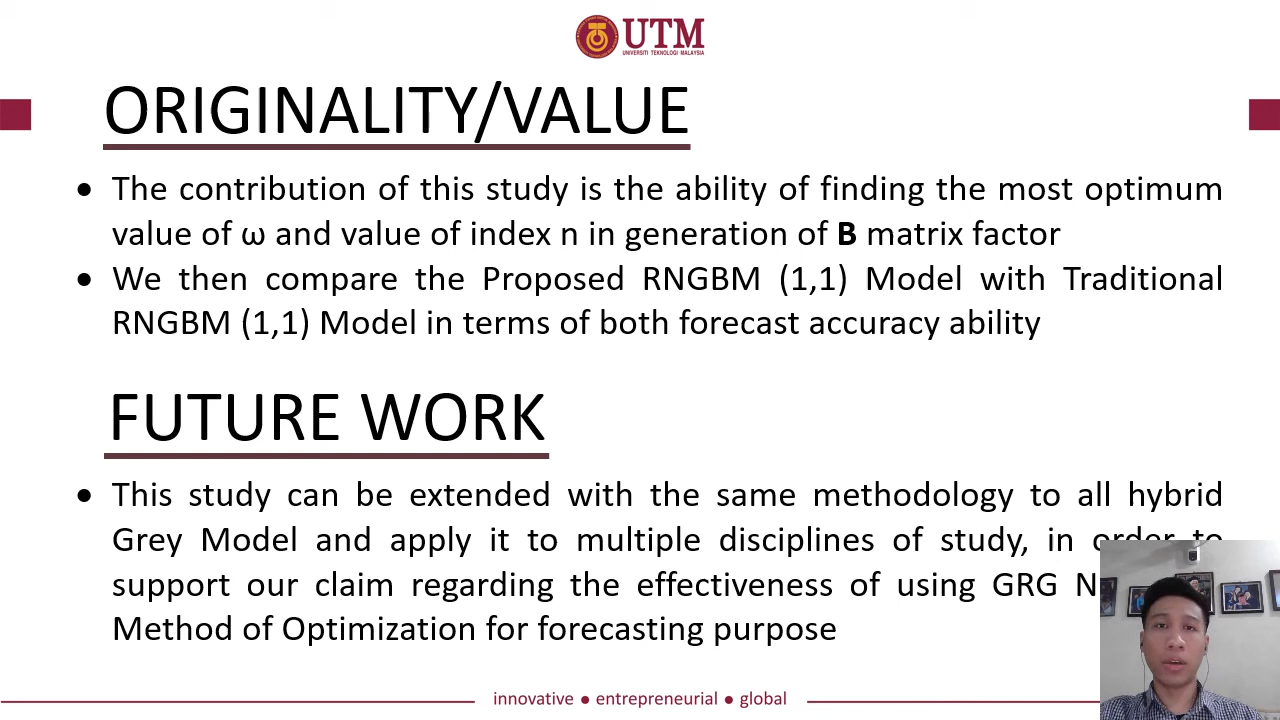 UTM
UNIVERSITI TEKNOLOGI MALAYSIA
ORIGINALITY/VALUE
• The contribution of this study is the ability of finding the most optimum
value of ω and value of index n in generation of B matrix factor
• We then compare the Proposed RNGBM (1,1) Model with Traditional
RNGBM (1,1) Model in terms of both forecast accuracy ability
FUTURE WORK
• This study can be extended with the same methodology to all hybrid
Grey Model and apply it to multiple disciplines of study, in order to
support our claim regarding the effectiveness of using GRG
Method of Optimization for forecasting purpose
innovative ● entrepreneurial ● global